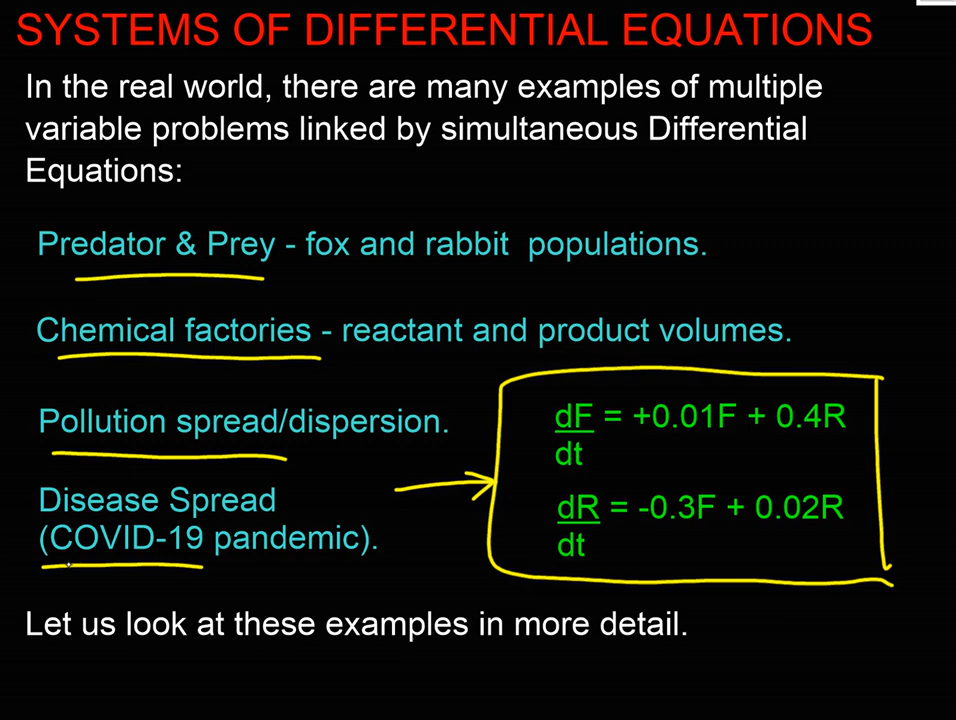 SYSTEMS OF DIFFERENTIAL EQUATIONS
In the real world, there are many examples of multiple
variable problems linked by simultaneous Differential
Equations:
Predator & Prey - fox and rabbit populations.
Chemical factories - reactant and product volumes.
Pollution spread/dispersion.
Disease Spread
(COVID-19 pandemic).
dF = +0.01F + 0.4R
dt
dR = -0.3F + 0.02R
dt
Let us look at these examples in more detail.